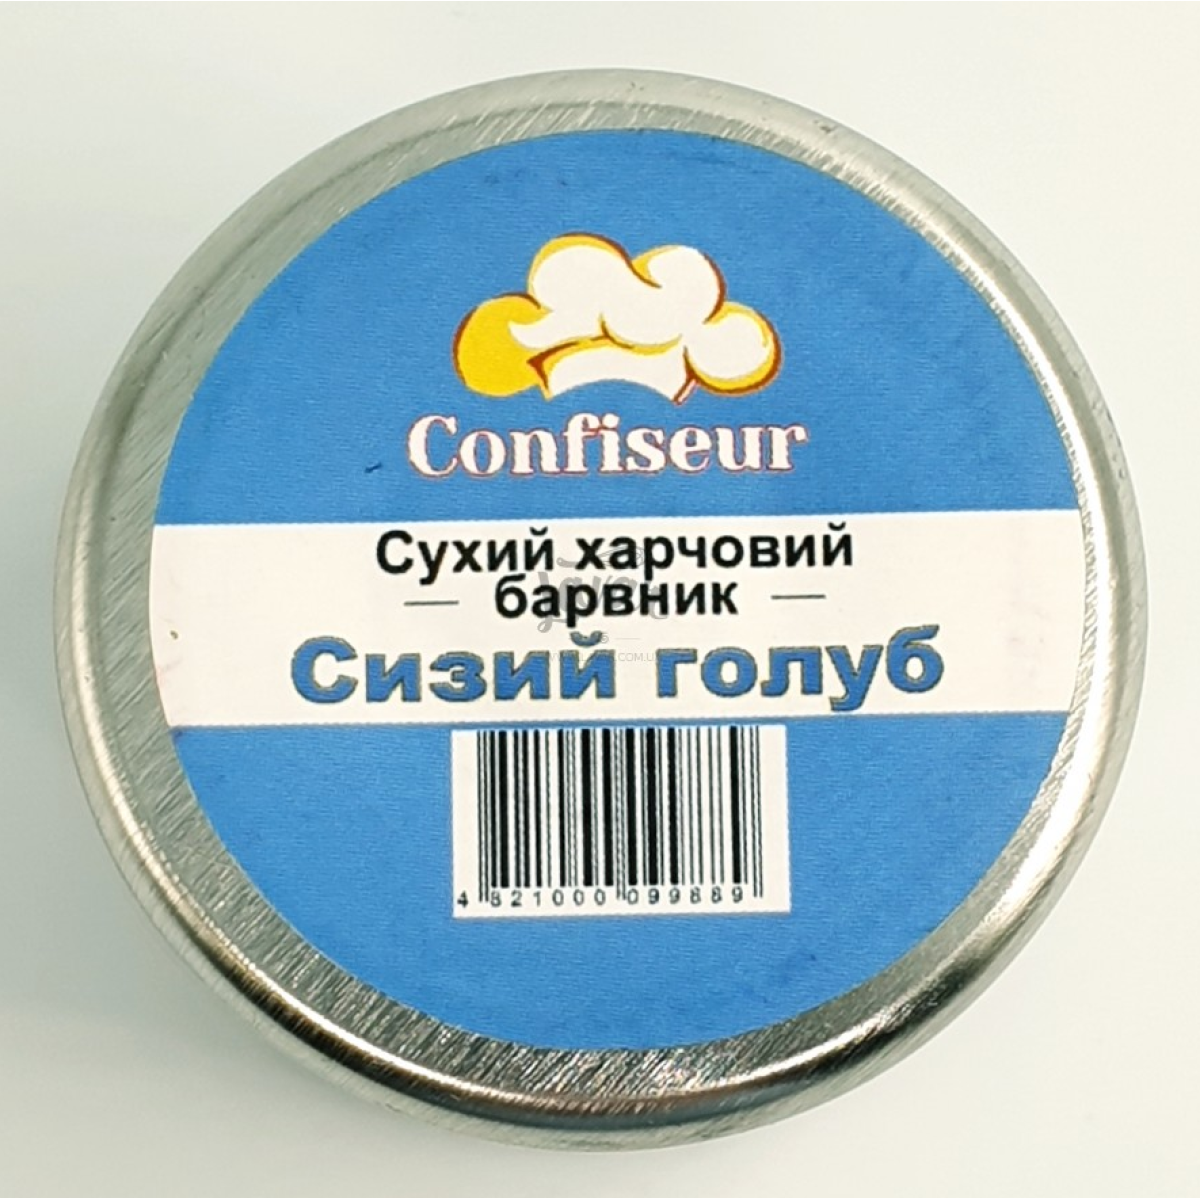 Confiseur
Сухий харчовий
— барвник —
Сизий голуб
4 821000 099889